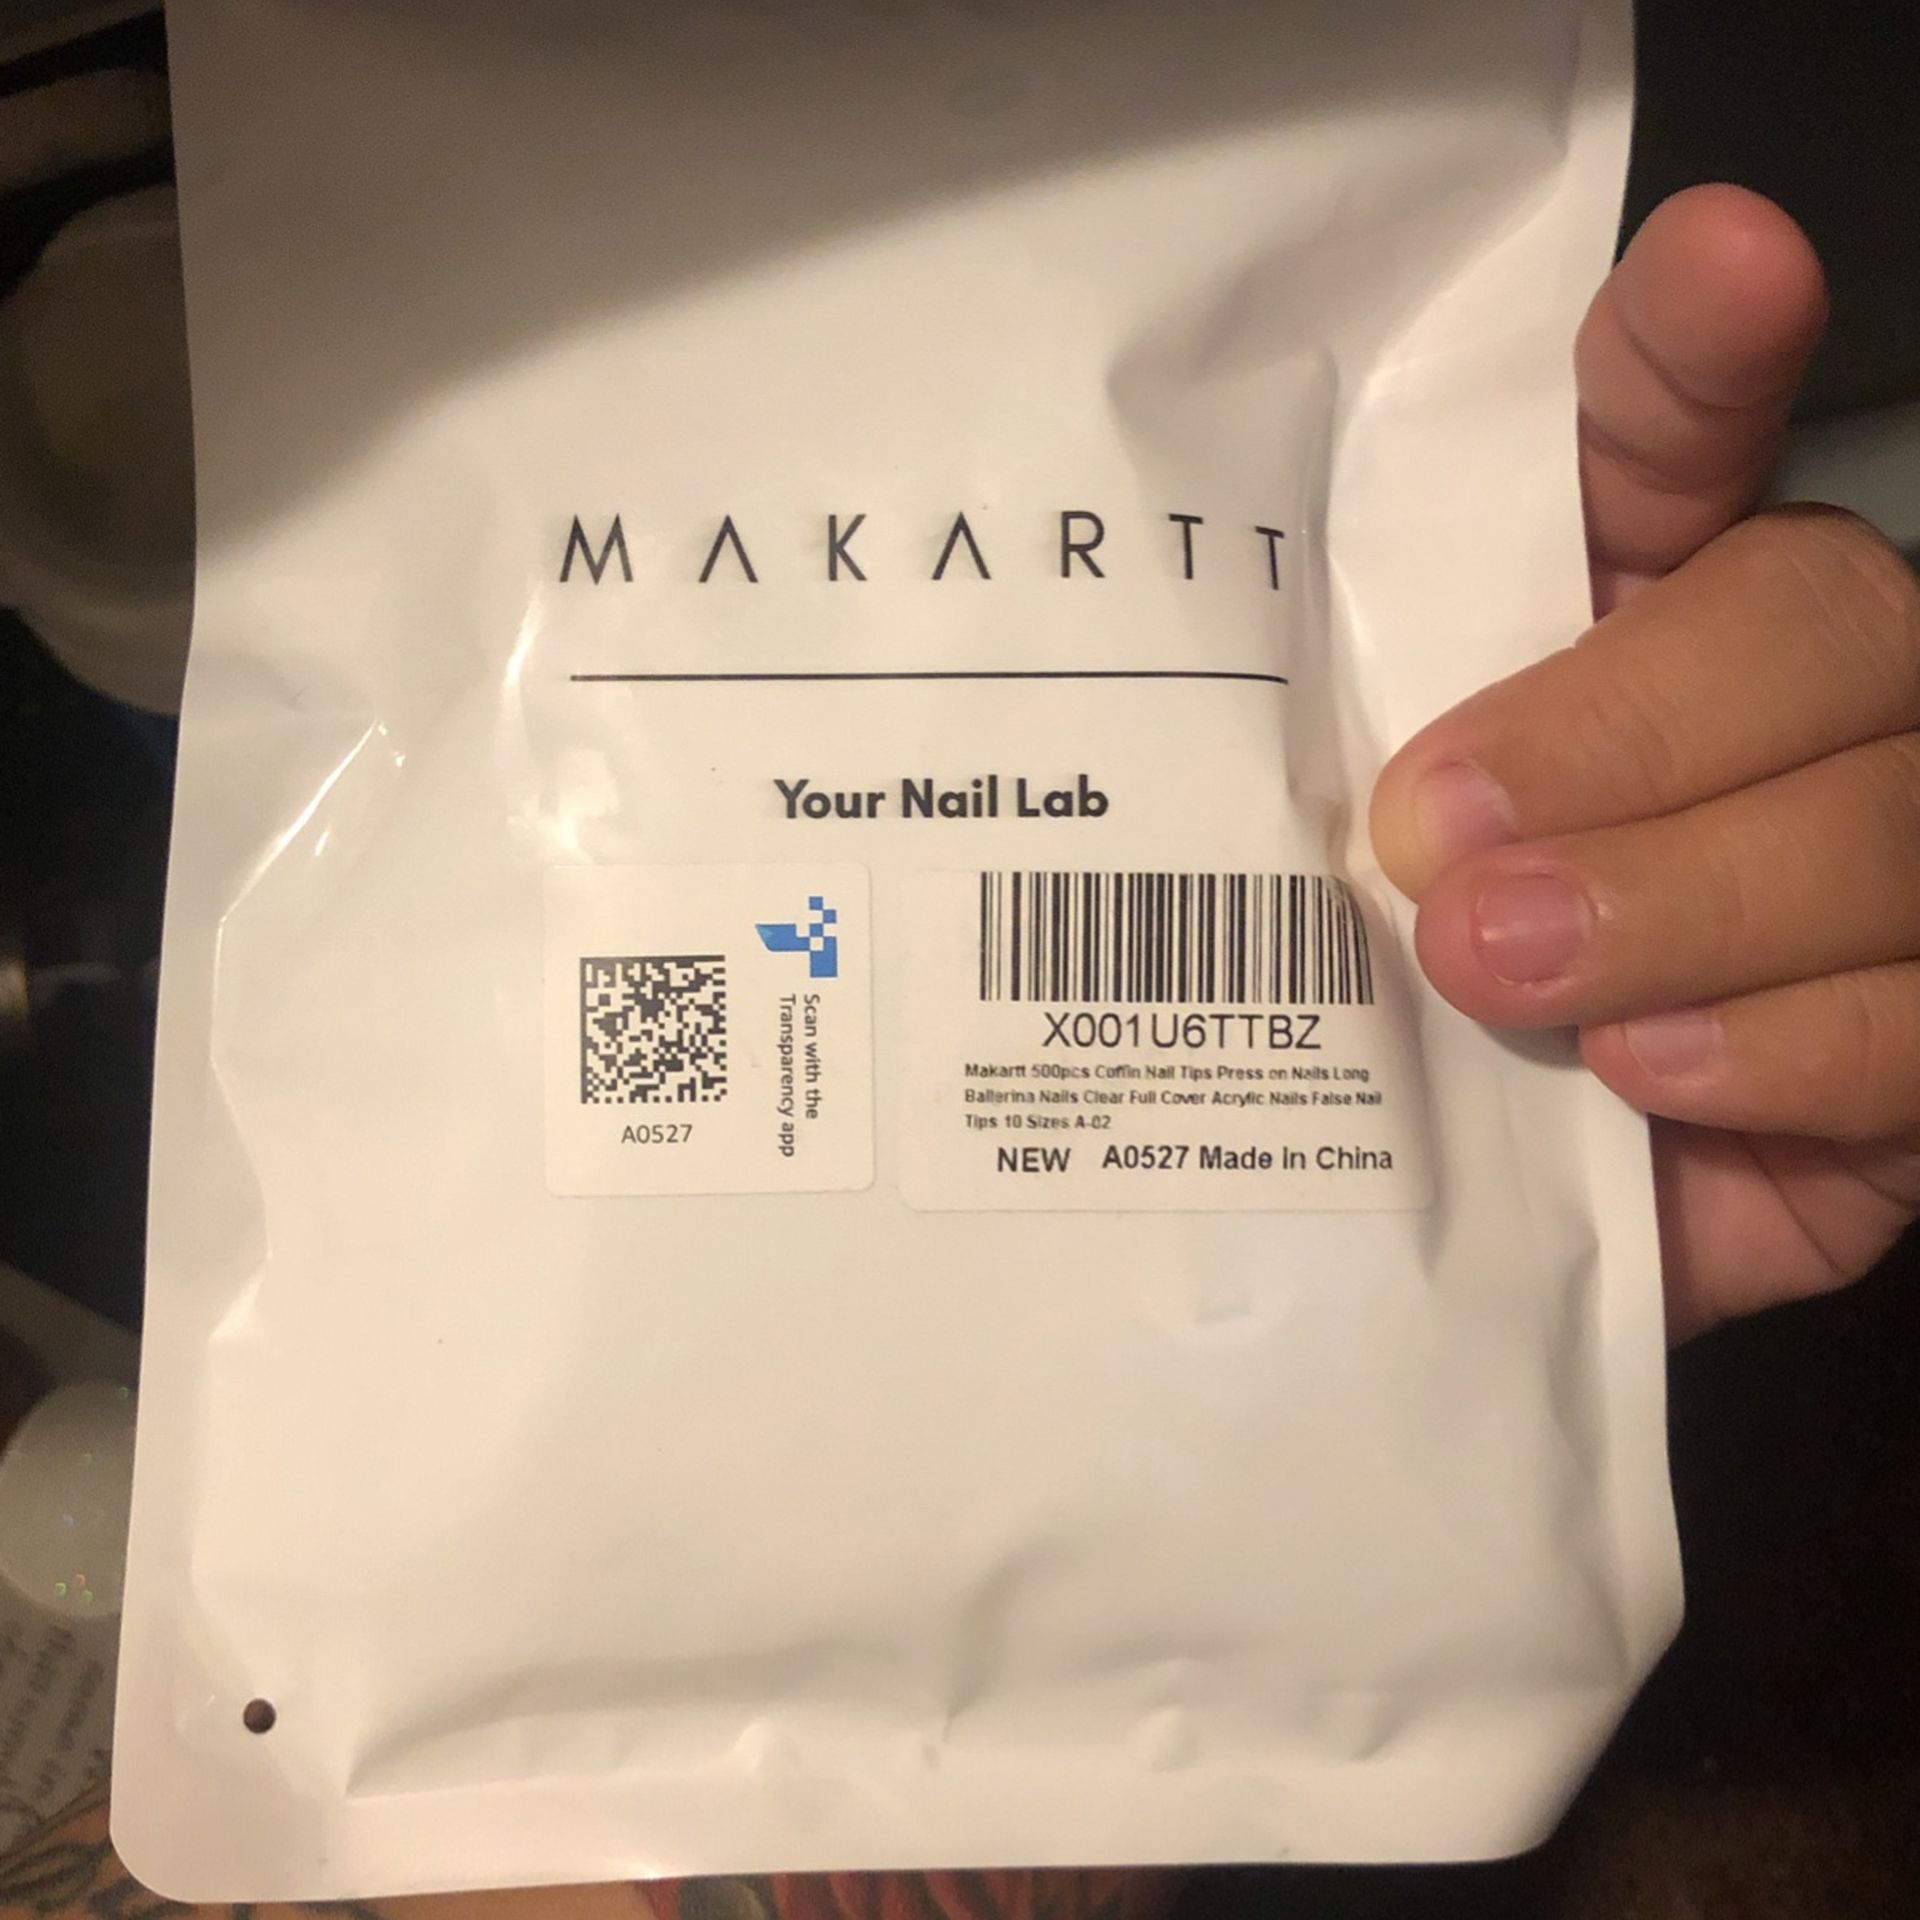 MAKARTT
Your Nail Lab
Scan with the
Transparency app
A0527
X001U6TTBZ
Makartt 500pcs Coffin Nail Tips Press on Nails Long
Ballerina Nails Clear Full Cover Acrylic Nails False Nail
Tips 10 Sizes A-02
NEW A0527 Made In China